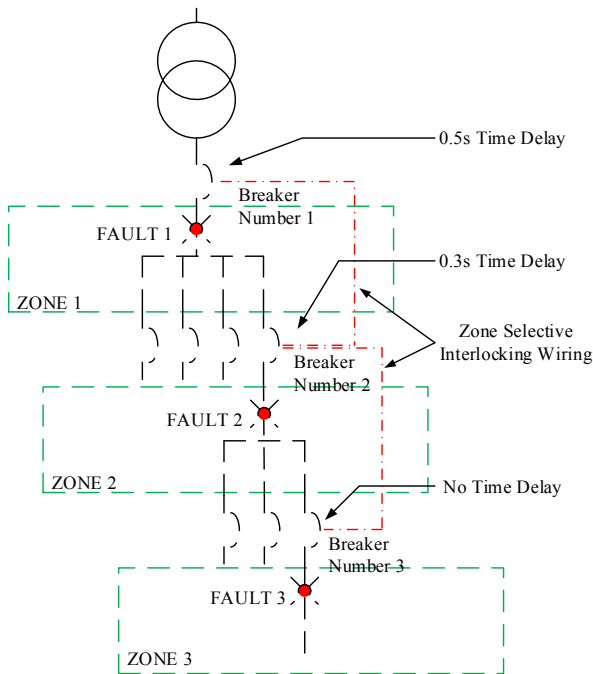 0.5s Time Delay
Breaker
Number 1
FAULT 1
0.3s Time Delay
ZONE 1
Zone Selective
Interlocking Wiring
Breaker
Number 2
FAULT 2
ZONE 2
No Time Delay
Breaker
Number 3
FAULT 3
ZONE 3